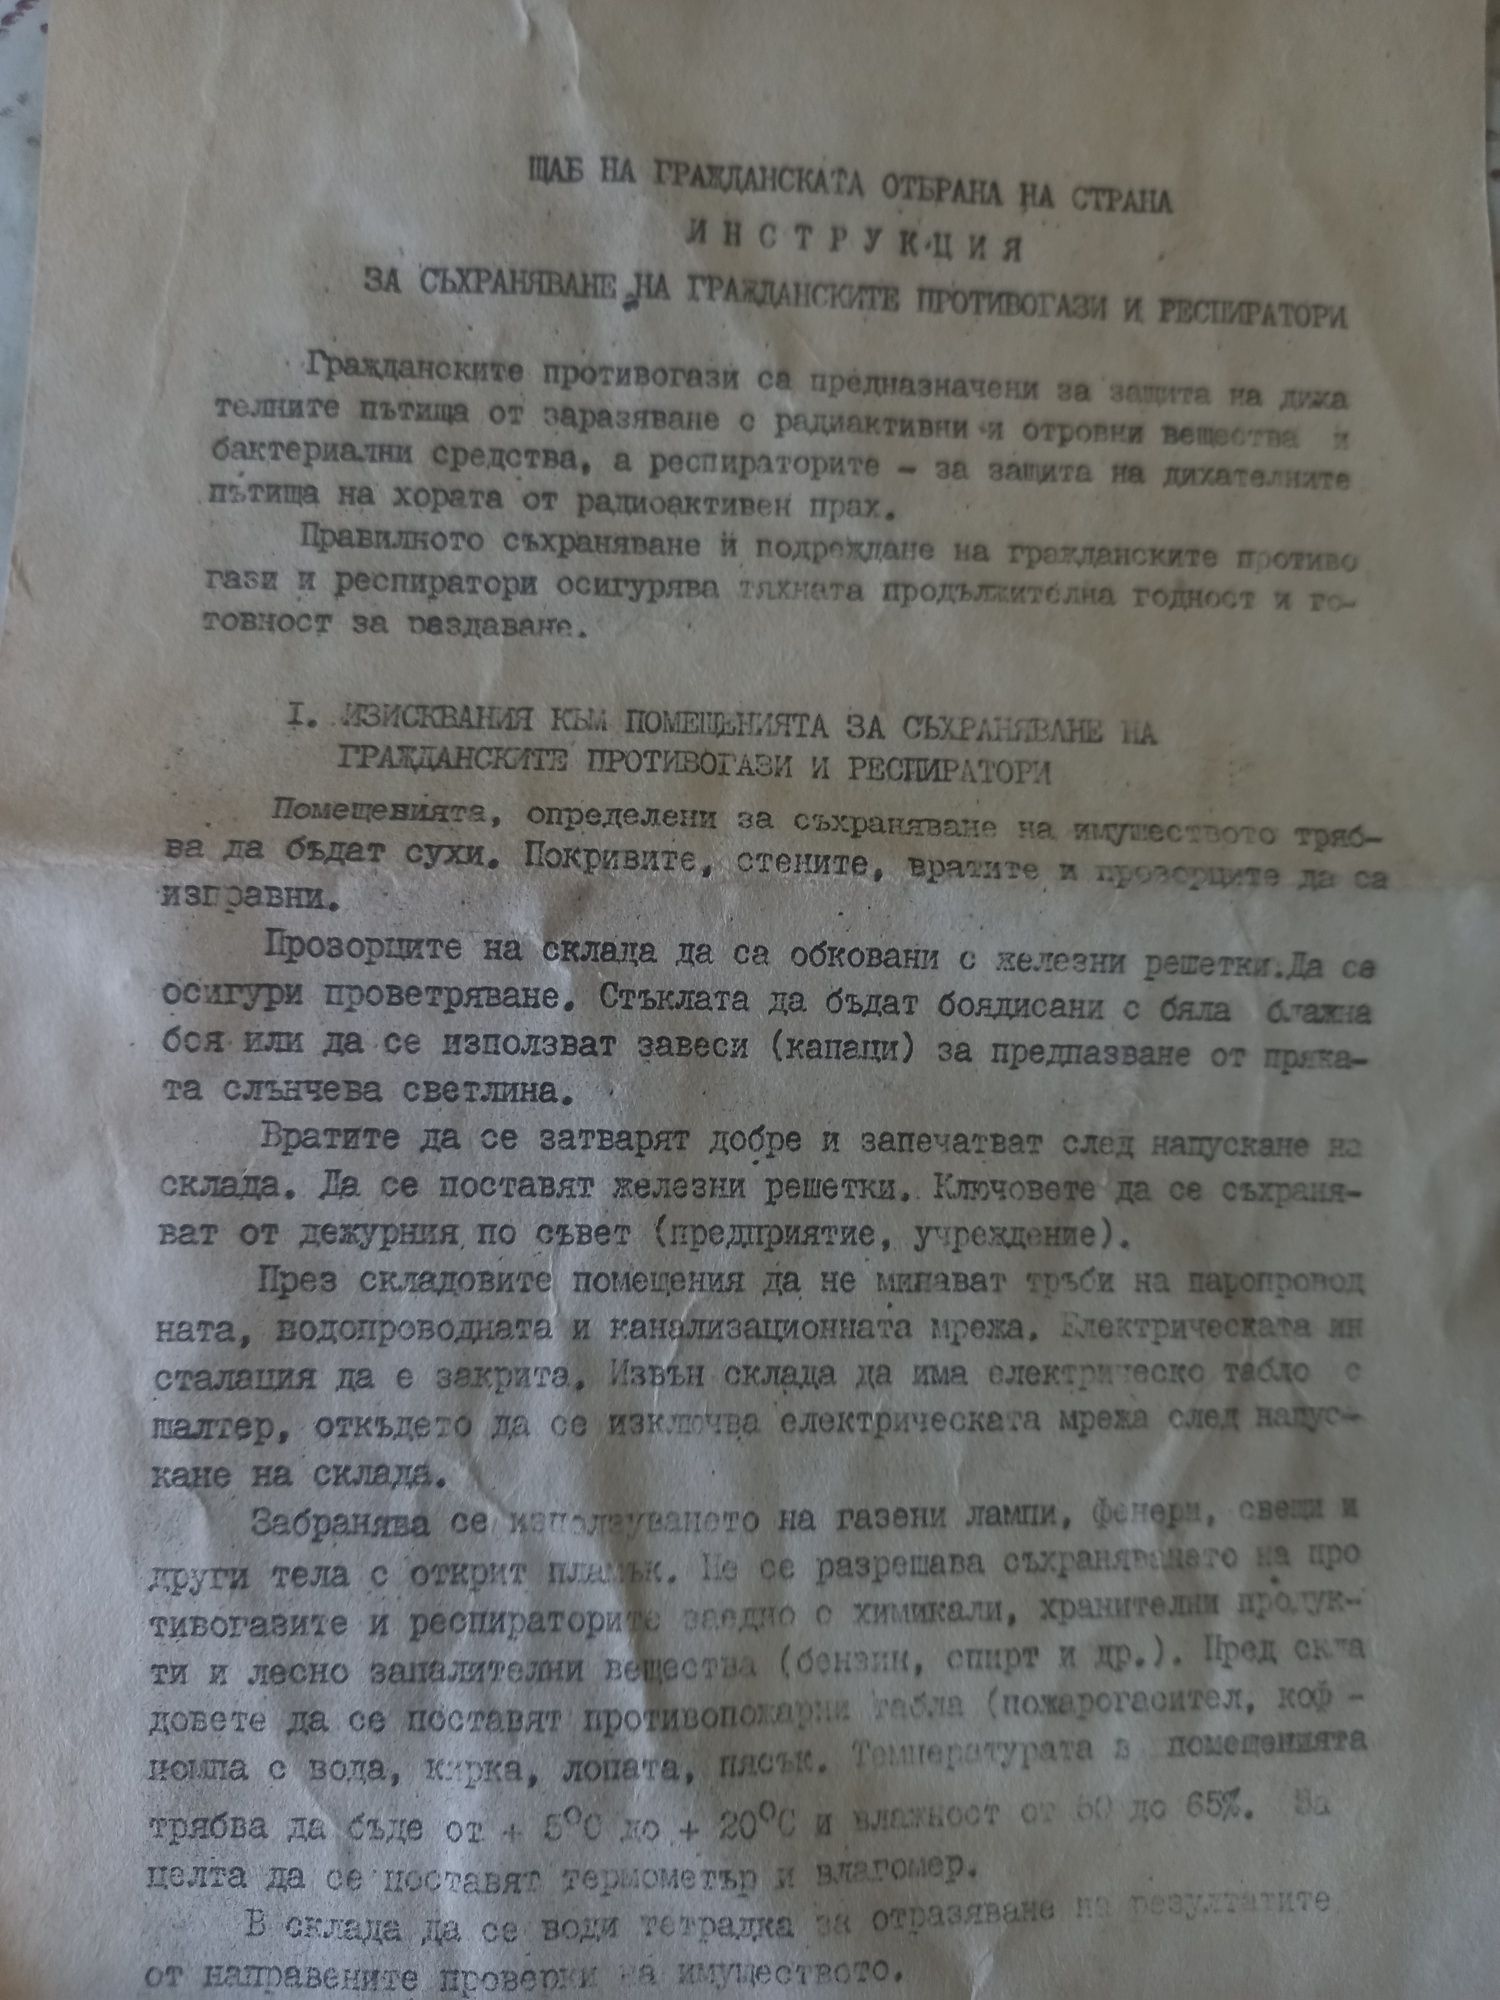 ЩАБ НА ГРАЖДАНСКАТА ОТБРАНА НА СТРАНА
И Н С Т Р У К Ц И Я
ЗА СЪХРАНЯВАНЕ НА ГРАЖДАНСКИТЕ ПРОТИВОГАЗИ И РЕСПИРАТОРИ
Гражданските противогази са предназначени за защита на диха
телните пътища от заразяване с радиактивни и отровни вещества и
бактериални средства, а респираторите – за защита на дихателните
пътища на хората от радиоактивен прах.
Правилното съхраняване и подреждане на гражданските противо
гази и респиратори осигурява тяхната продължителна годност и го-
товност за раздаване.
I. ИЗИСКВАНИЯ КЪМ ПОМЕЩЕНИЯТА ЗА СЪХРАНЯВАНЕ НА
ГРАЖДАНСКИТЕ ПРОТИВОГАЗИ И РЕСПИРАТОРИ
Помещенията, определени за съхраняване на имуществото тряб-
ва да бъдат сухи. Покривите, стените, вратите и прозорците да са
изправни.
Прозорците на склада да са обковани с железни решетки.Да се
осигури проветряване. Стъклата да бъдат боядисани с бяла блажна
боя или да се използват завеси (капаци) за предпазване от пряка-
та слънчева светлина.
Вратите да се затварят добре и запечатват след напускане на
склада. Да се поставят железни решетки. Ключовете да се съхраня-
ват от дежурния по съвет (предприятие, учреждение).
През складовите помещения да не минават тръби на паропровод
ната, водопроводната и канализационната мрежа. Електрическата ин
сталация да е закрита. Извън склада да има електрическо табло с
шалтер, откъдето да се изключва електрическата мрежа след напус-
кане на склада.
Забранява се използуването на газени лампи, фенери, свещи и
други тела с открит пламък. Не се разрешава съхраняването на про
тивогазите и респираторите заедно с химикали, хранителни продук-
ти и лесно запалителни вещества (бензин, спирт и др.). Пред скла
довете да се поставят противопожарни табла (пожарогасител, коф -
помпа с вода, кирка, лопата, пясък. Температурата в помещенията
трябва да бъде от + 5°C до + 20°C и влажност от 50 до 65%. За
целта да се поставят термометър и влагомер.
В склада да се води тетрадка за отразяване на резултатите
от направените проверки на имуществото.